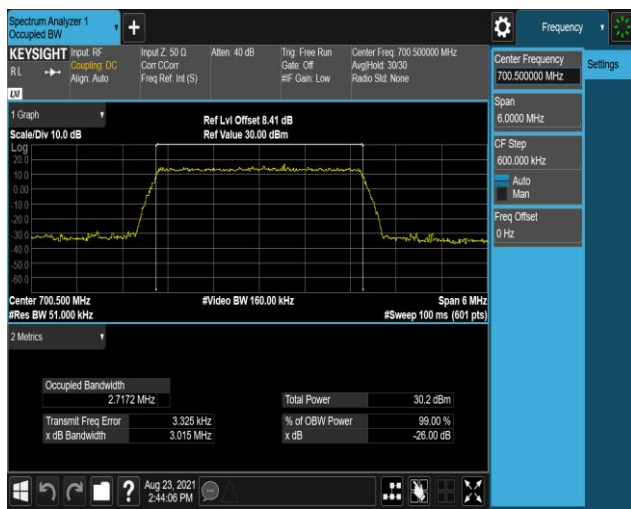 Spectrum Analyzer 1
Occupied BW
+
Frequency
KEYSIGHT
RL
LXI
Input: RF
Coupling: DC
Align: Auto
Input Z: 50 Ω
Corr CCorr
Freq Ref: Int (S)
Atten: 40 dB
Trig: Free Run
Gate: Off
#IF Gain: Low
Center Freq: 700.500000 MHz
Avg|Hold: 30/30
Radio Std: None
Center Frequency
700.500000 MHz
Settings
Span
6.0000 MHz
CF Step
600.000 kHz
Auto
Man
Freq Offset
0 Hz
1 Graph
Scale/Div 10.0 dB
Ref Lvl Offset 8.41 dB
Ref Value 30.00 dBm
Log
20.0
10.0
0.00
-10.0
-20.0
-30.0
-40.0
-50.0
-60.0
Center 700.500 MHz
#Res BW 51.000 kHz
#Video BW 160.00 kHz
Span 6 MHz
#Sweep 100 ms (601 pts)
2 Metrics
Occupied Bandwidth
2.7172 MHz
Total Power 30.2 dBm
Transmit Freq Error 3.325 kHz
% of OBW Power 99.00 %
x dB Bandwidth 3.015 MHz
x dB -26.00 dB
?
Aug 23, 2021
2:44:06 PM